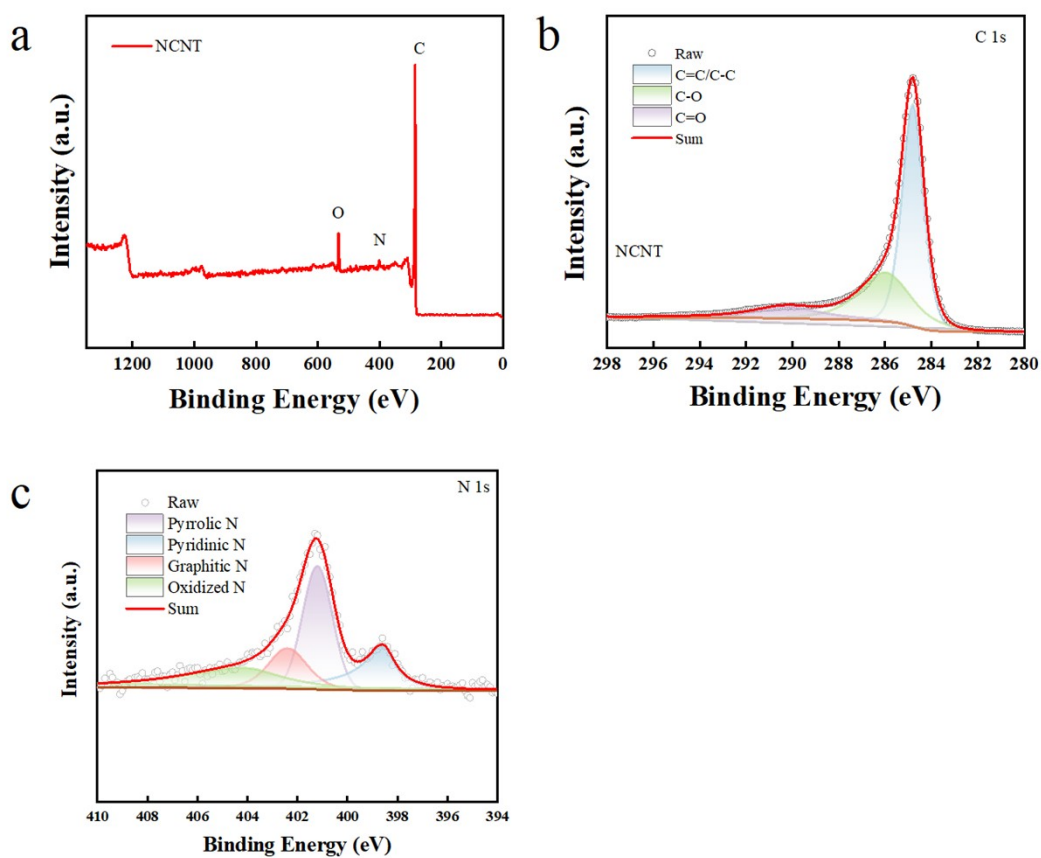 a
NCNT
C
O
N
Intensity (a.u.)
1200 1000 800 600 400 200 0
Binding Energy (eV)
b
C 1s
Raw
C=C/C-C
C-O
C=O
Sum
NCNT
Intensity (a.u.)
298 296 294 292 290 288 286 284 282 280
Binding Energy (eV)
c
N 1s
Raw
Pyrrolic N
Pyridinic N
Graphitic N
Oxidized N
Sum
Intensity (a.u.)
410 408 406 404 402 400 398 396 394
Binding Energy (eV)